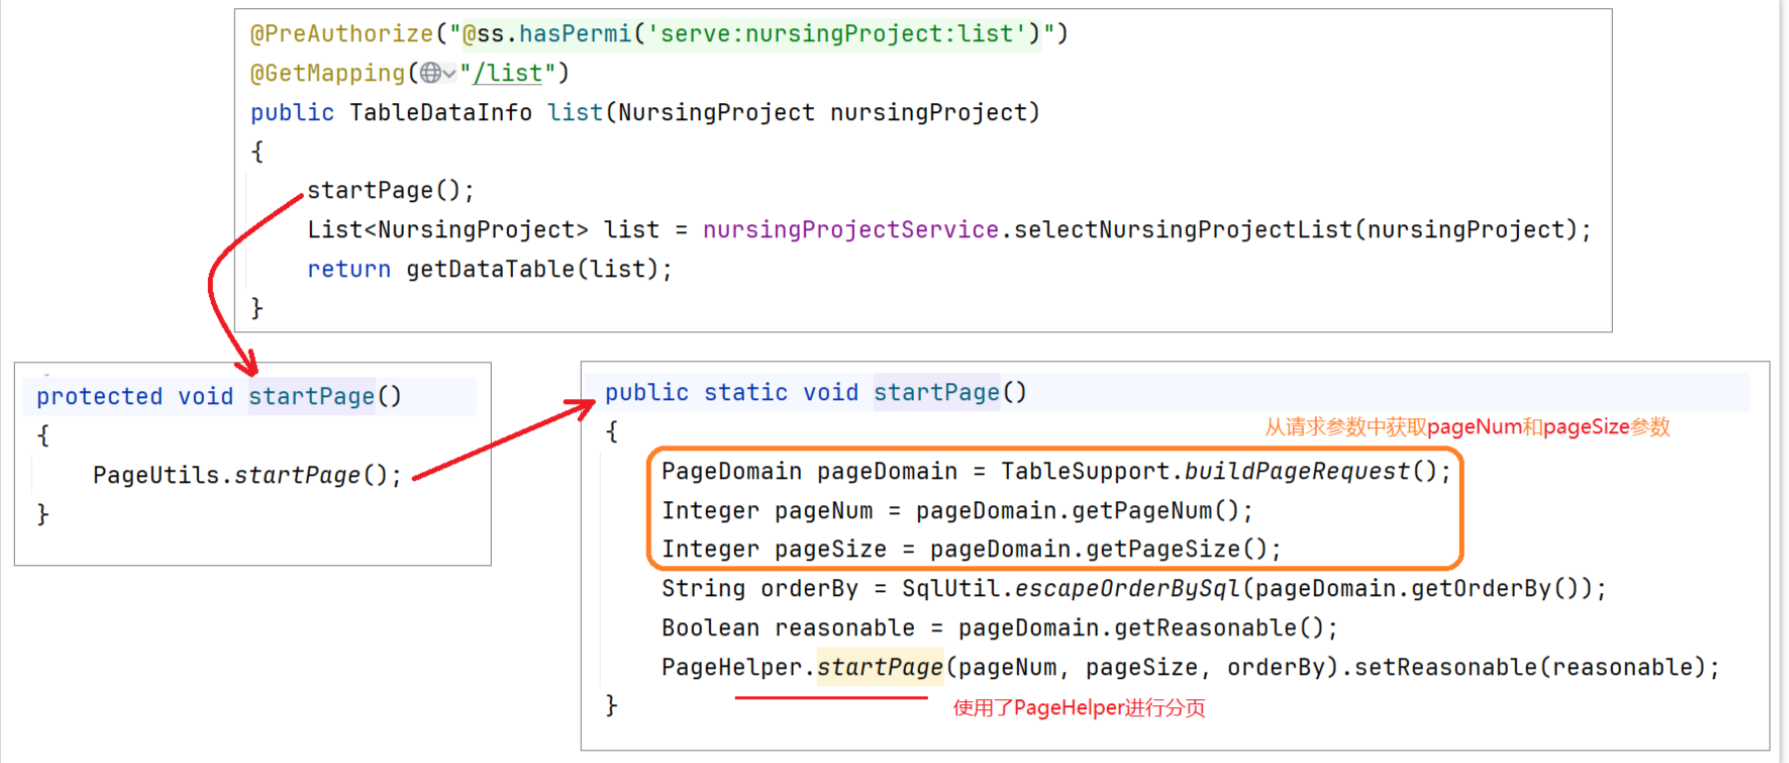 @PreAuthorize("@ss.hasPermi('serve:nursingProject:list')")
@GetMapping("/list")
public TableDataInfo list(NursingProject nursingProject)
{
startPage();
List<NursingProject> list = nursingProjectService.selectNursingProjectList(nursingProject);
return getDataTable(list);
}
protected void startPage()
{
PageUtils.startPage();
}
public static void startPage()
{
从请求参数中获取pageNum和pageSize参数
PageDomain pageDomain = TableSupport.buildPageRequest();
Integer pageNum = pageDomain.getPageNum();
Integer pageSize = pageDomain.getPageSize();
String orderBy = SqlUtil.escapeOrderBySql(pageDomain.getOrderBy());
Boolean reasonable = pageDomain.getReasonable();
PageHelper.startPage(pageNum, pageSize, orderBy).setReasonable(reasonable);
使用了PageHelper进行分页
}